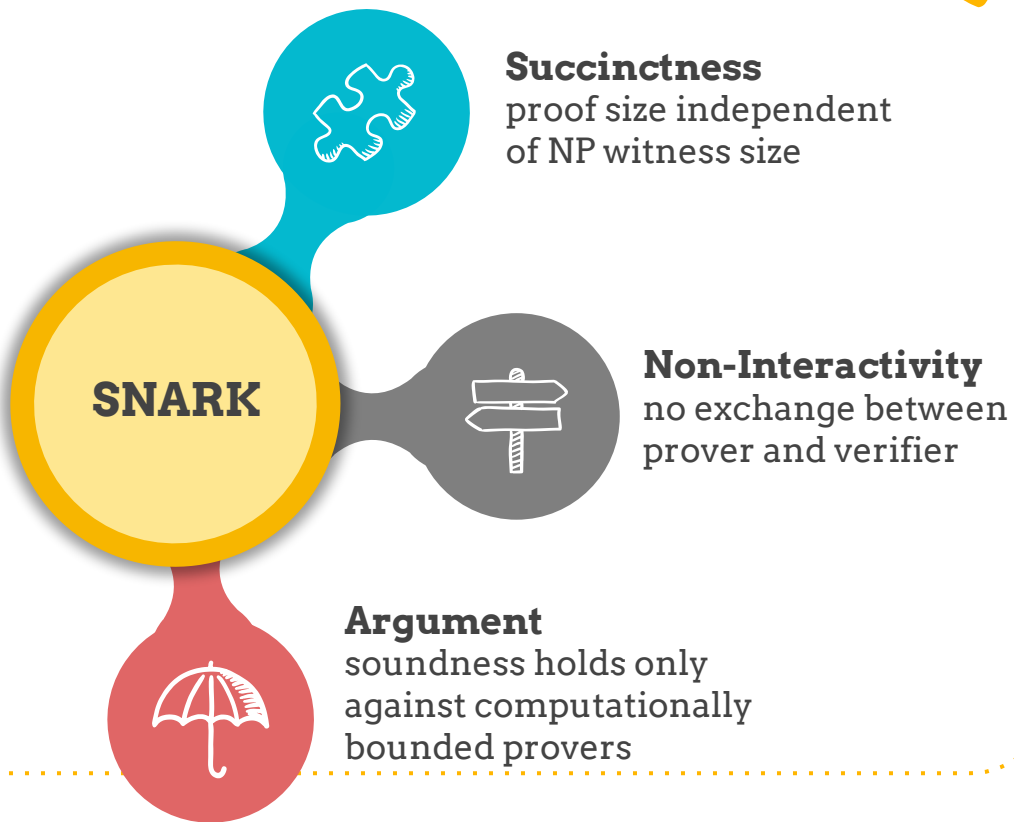 Succinctness
proof size independent
of NP witness size
SNARK
Non-Interactivity
no exchange between
prover and verifier
Argument
soundness holds only
against computationally
bounded provers